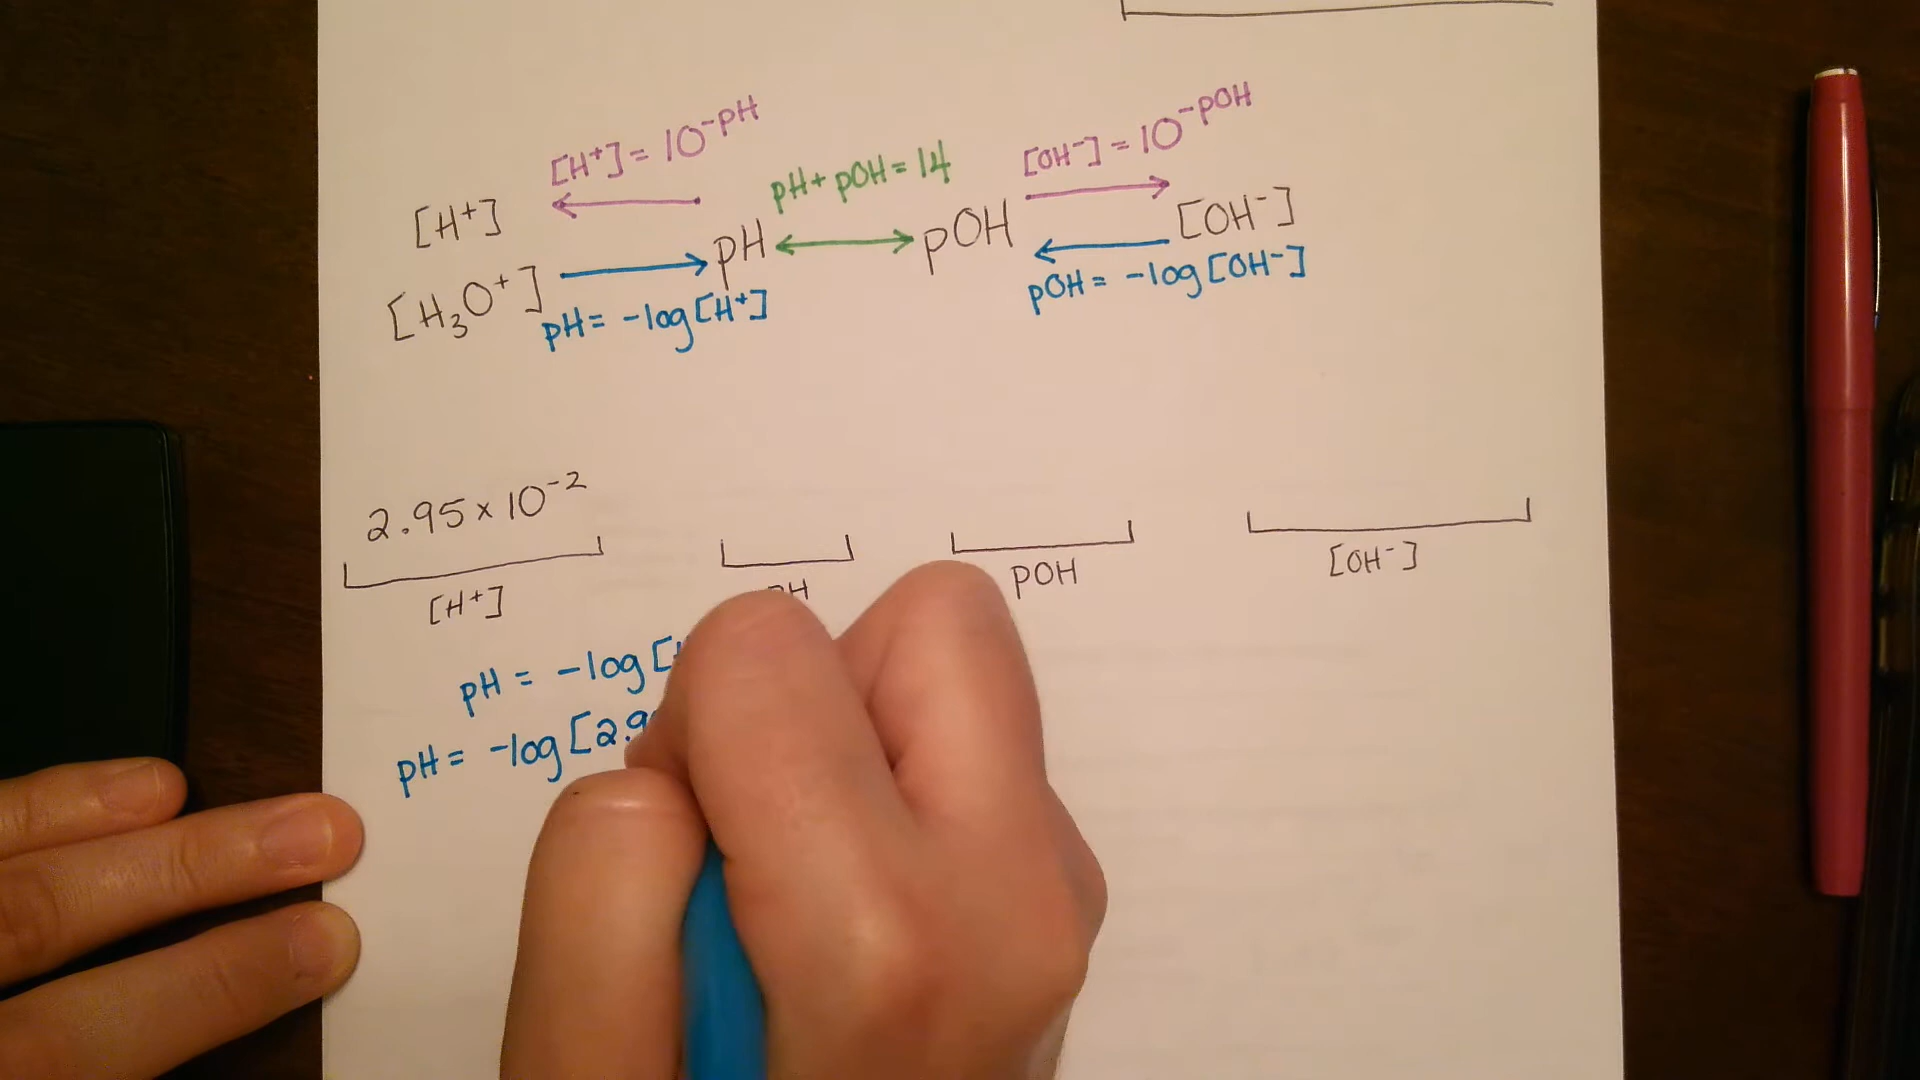 [H⁺] = 10⁻ᵖᴴ
pH + pOH = 14
[OH⁻] = 10⁻ᵖᴼᴴ
[H⁺]
[H₃O⁺]
pH
pOH
[OH⁻]
pH = -log[H⁺]
pOH = -log[OH⁻]
2.95 x 10⁻²
[H⁺]
POH
[OH⁻]
pH = -log[
pH = -log[2.9